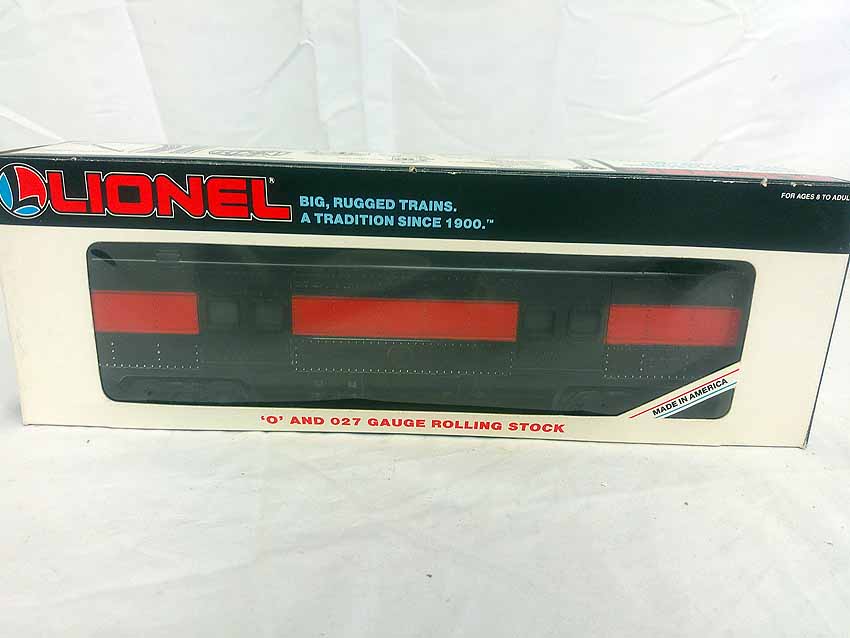 LIONEL®
BIG, RUGGED TRAINS.
A TRADITION SINCE 1900.™
FOR AGES 8 TO ADUL
MADE IN AMERICA
'O' AND 027 GAUGE ROLLING STOCK